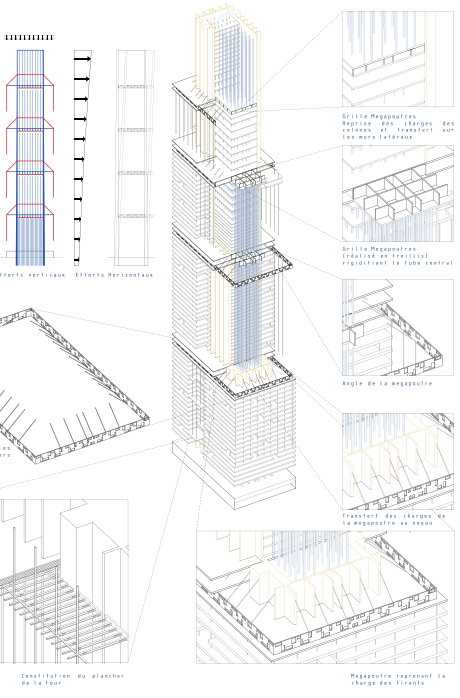 Grille Megapoutres
Reprise des charges des
colonnes et transfert sur
les murs latéraux
Grille Megapoutres
(réalisé en treillis)
rigidifiant le tube central
Efforts verticaux
Efforts Horizontaux
Angle de la megapoutre
Transfert des charges de
la megapoutre au noyau
Constitution du plancher
de la tour
Megapoutre reprenant la
charge des tirants